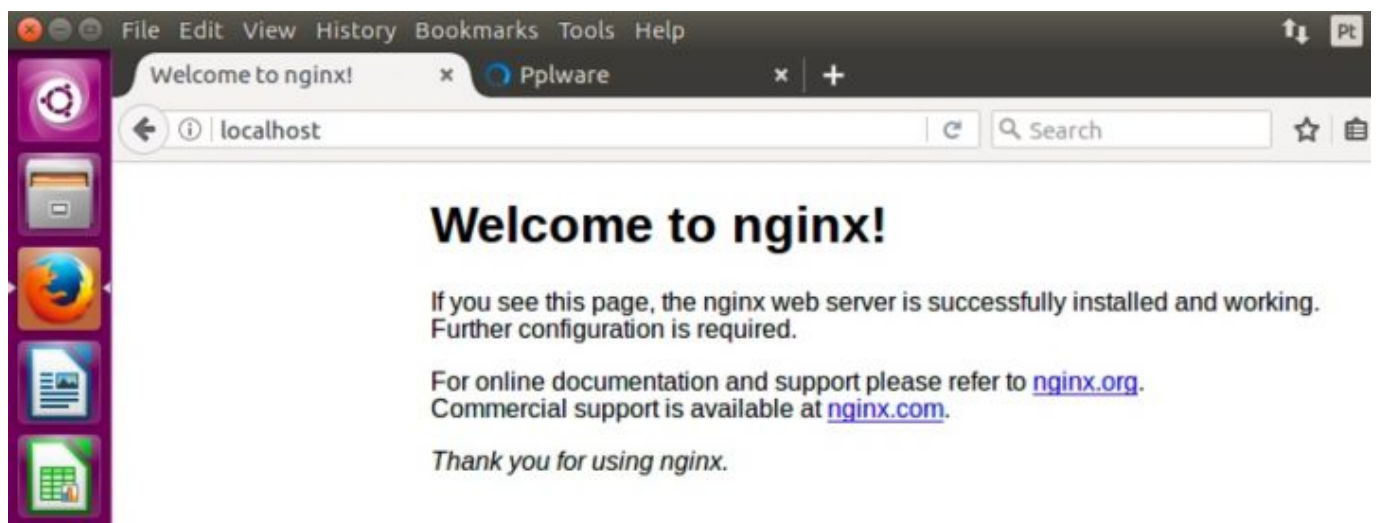 File Edit View History Bookmarks Tools Help
Pt
Welcome to nginx!
Pplware
localhost
Search
Welcome to nginx!
If you see this page, the nginx web server is successfully installed and working.
Further configuration is required.
For online documentation and support please refer to nginx.org.
Commercial support is available at nginx.com.
Thank you for using nginx.